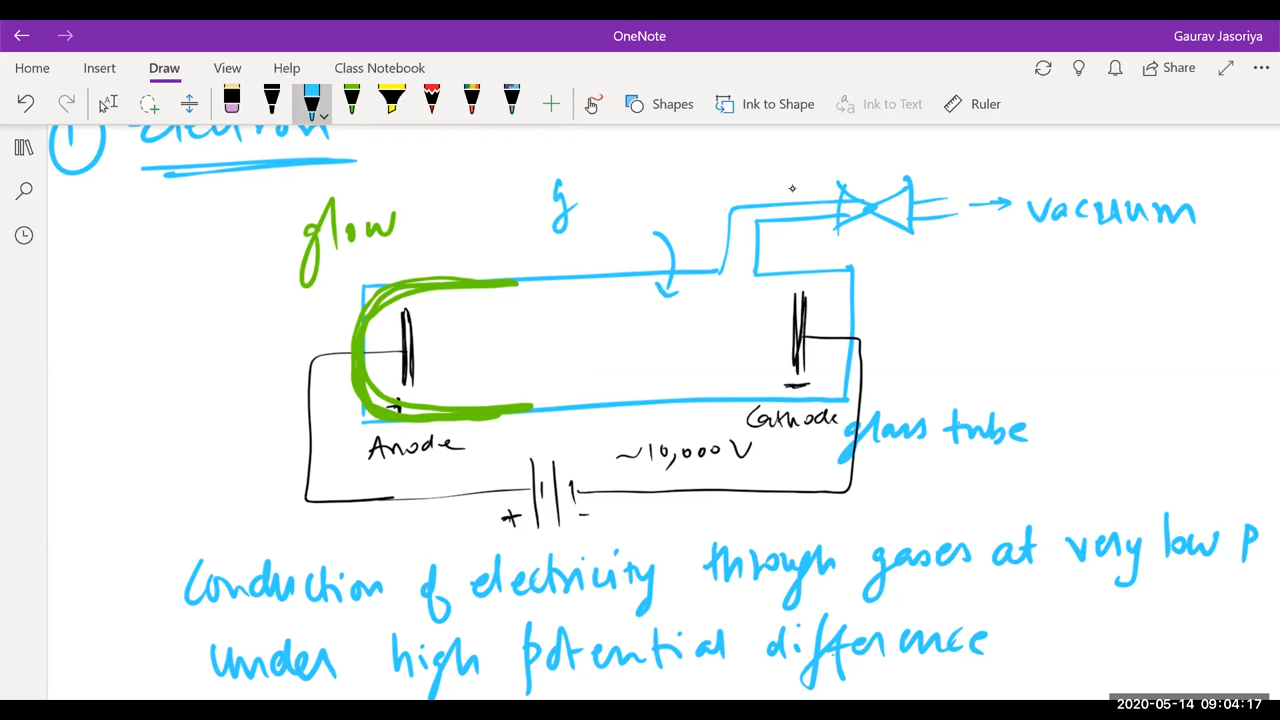 OneNote
Gaurav Jasoriya
Home Insert Draw View Help Class Notebook
Share
Shapes Ink to Shape Ink to Text Ruler
① Electron
glow
g
→ vacuum
+ −
Anode
Cathode
glass tube
~10,000 V
+ −
Conduction of electricity through gases at very low P
under high potential difference
2020-05-14 09:04:17